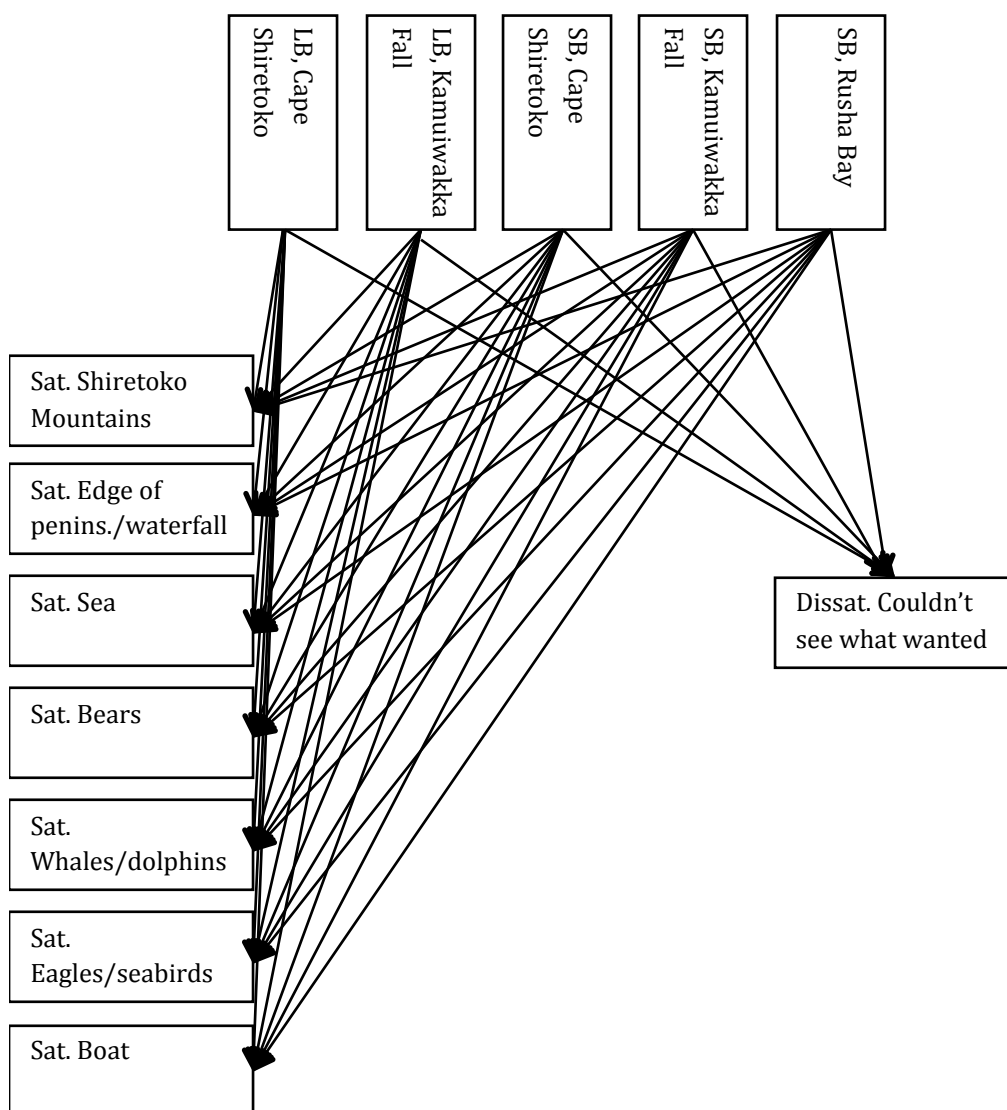 LB, Cape
Shiretoko
LB, Kamuiwakka
Fall
SB, Cape
Shiretoko
SB, Kamuiwakka
Fall
SB, Rusha Bay
Sat. Shiretoko
Mountains
Sat. Edge of
penins./waterfall
Sat. Sea
Sat. Bears
Sat.
Whales/dolphins
Sat.
Eagles/seabirds
Sat. Boat
Dissat. Couldn’t
see what wanted